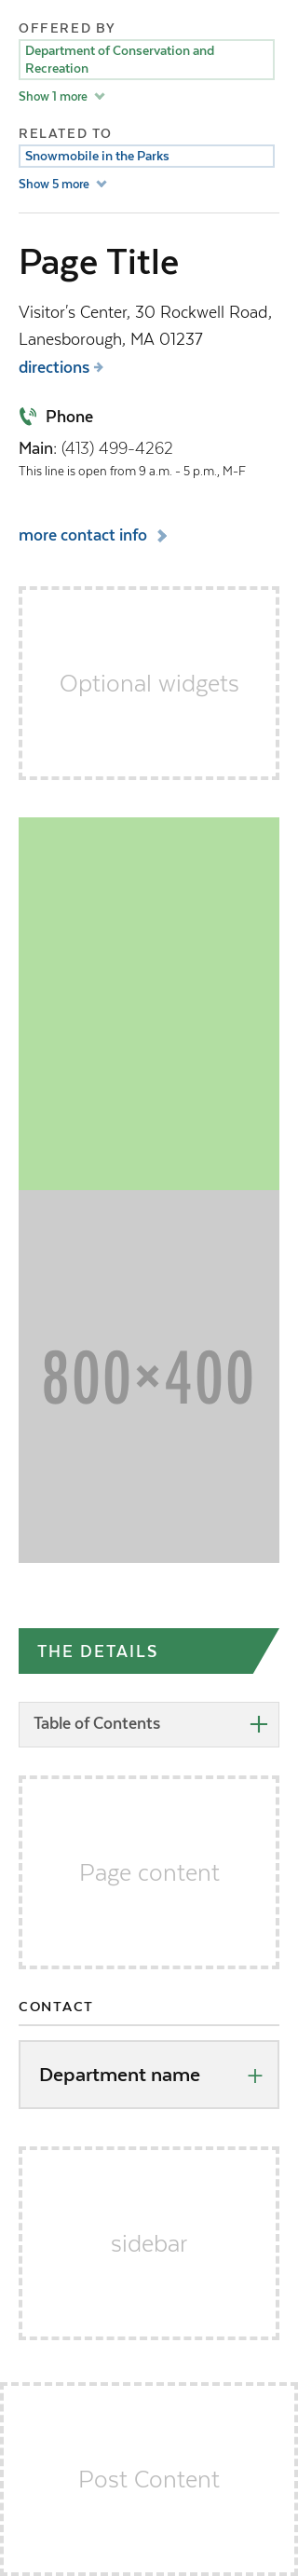 OFFERED BY
Department of Conservation and
Recreation
Show 1 more
RELATED TO
Snowmobile in the Parks
Show 5 more
Page Title
Visitor's Center, 30 Rockwell Road,
Lanesborough, MA 01237
directions
Phone
Main: (413) 499-4262
This line is open from 9 a.m. - 5 p.m., M-F
more contact info
Optional widgets
800×400
THE DETAILS
Table of Contents
Page content
CONTACT
Department name
sidebar
Post Content